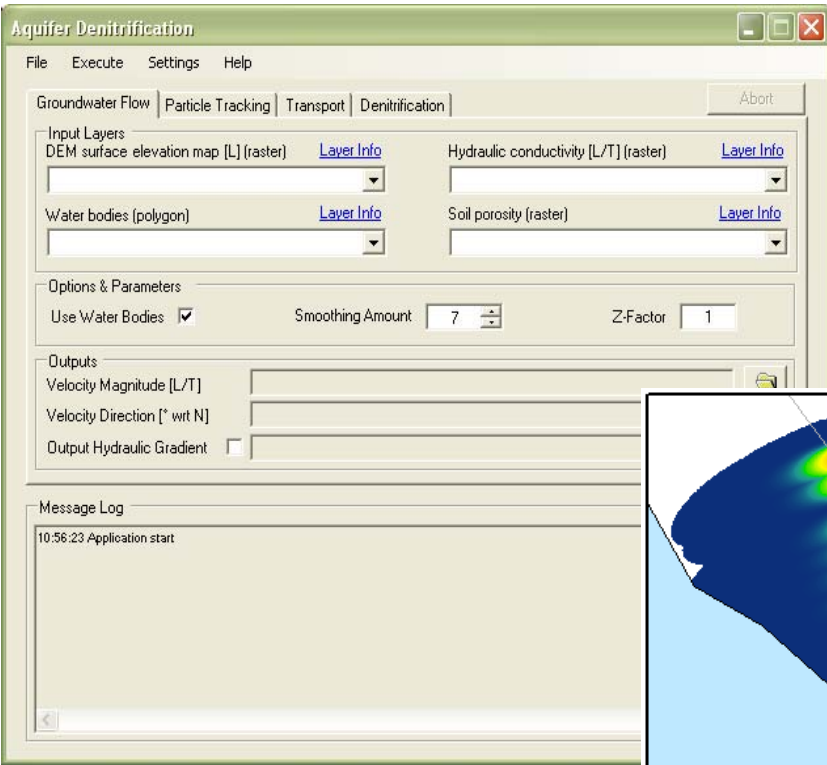 Aquifer Denitrification
File Execute Settings Help
Groundwater Flow Particle Tracking Transport Denitrification Abort
Input Layers
DEM surface elevation map [L] (raster) Layer Info Hydraulic conductivity [L/T] (raster) Layer Info
Water bodies (polygon) Layer Info Soil porosity (raster) Layer Info
Options & Parameters
Use Water Bodies Smoothing Amount 7 Z-Factor 1
Outputs
Velocity Magnitude [L/T]
Velocity Direction [° wrt N]
Output Hydraulic Gradient
Message Log
10:56:23 Application start